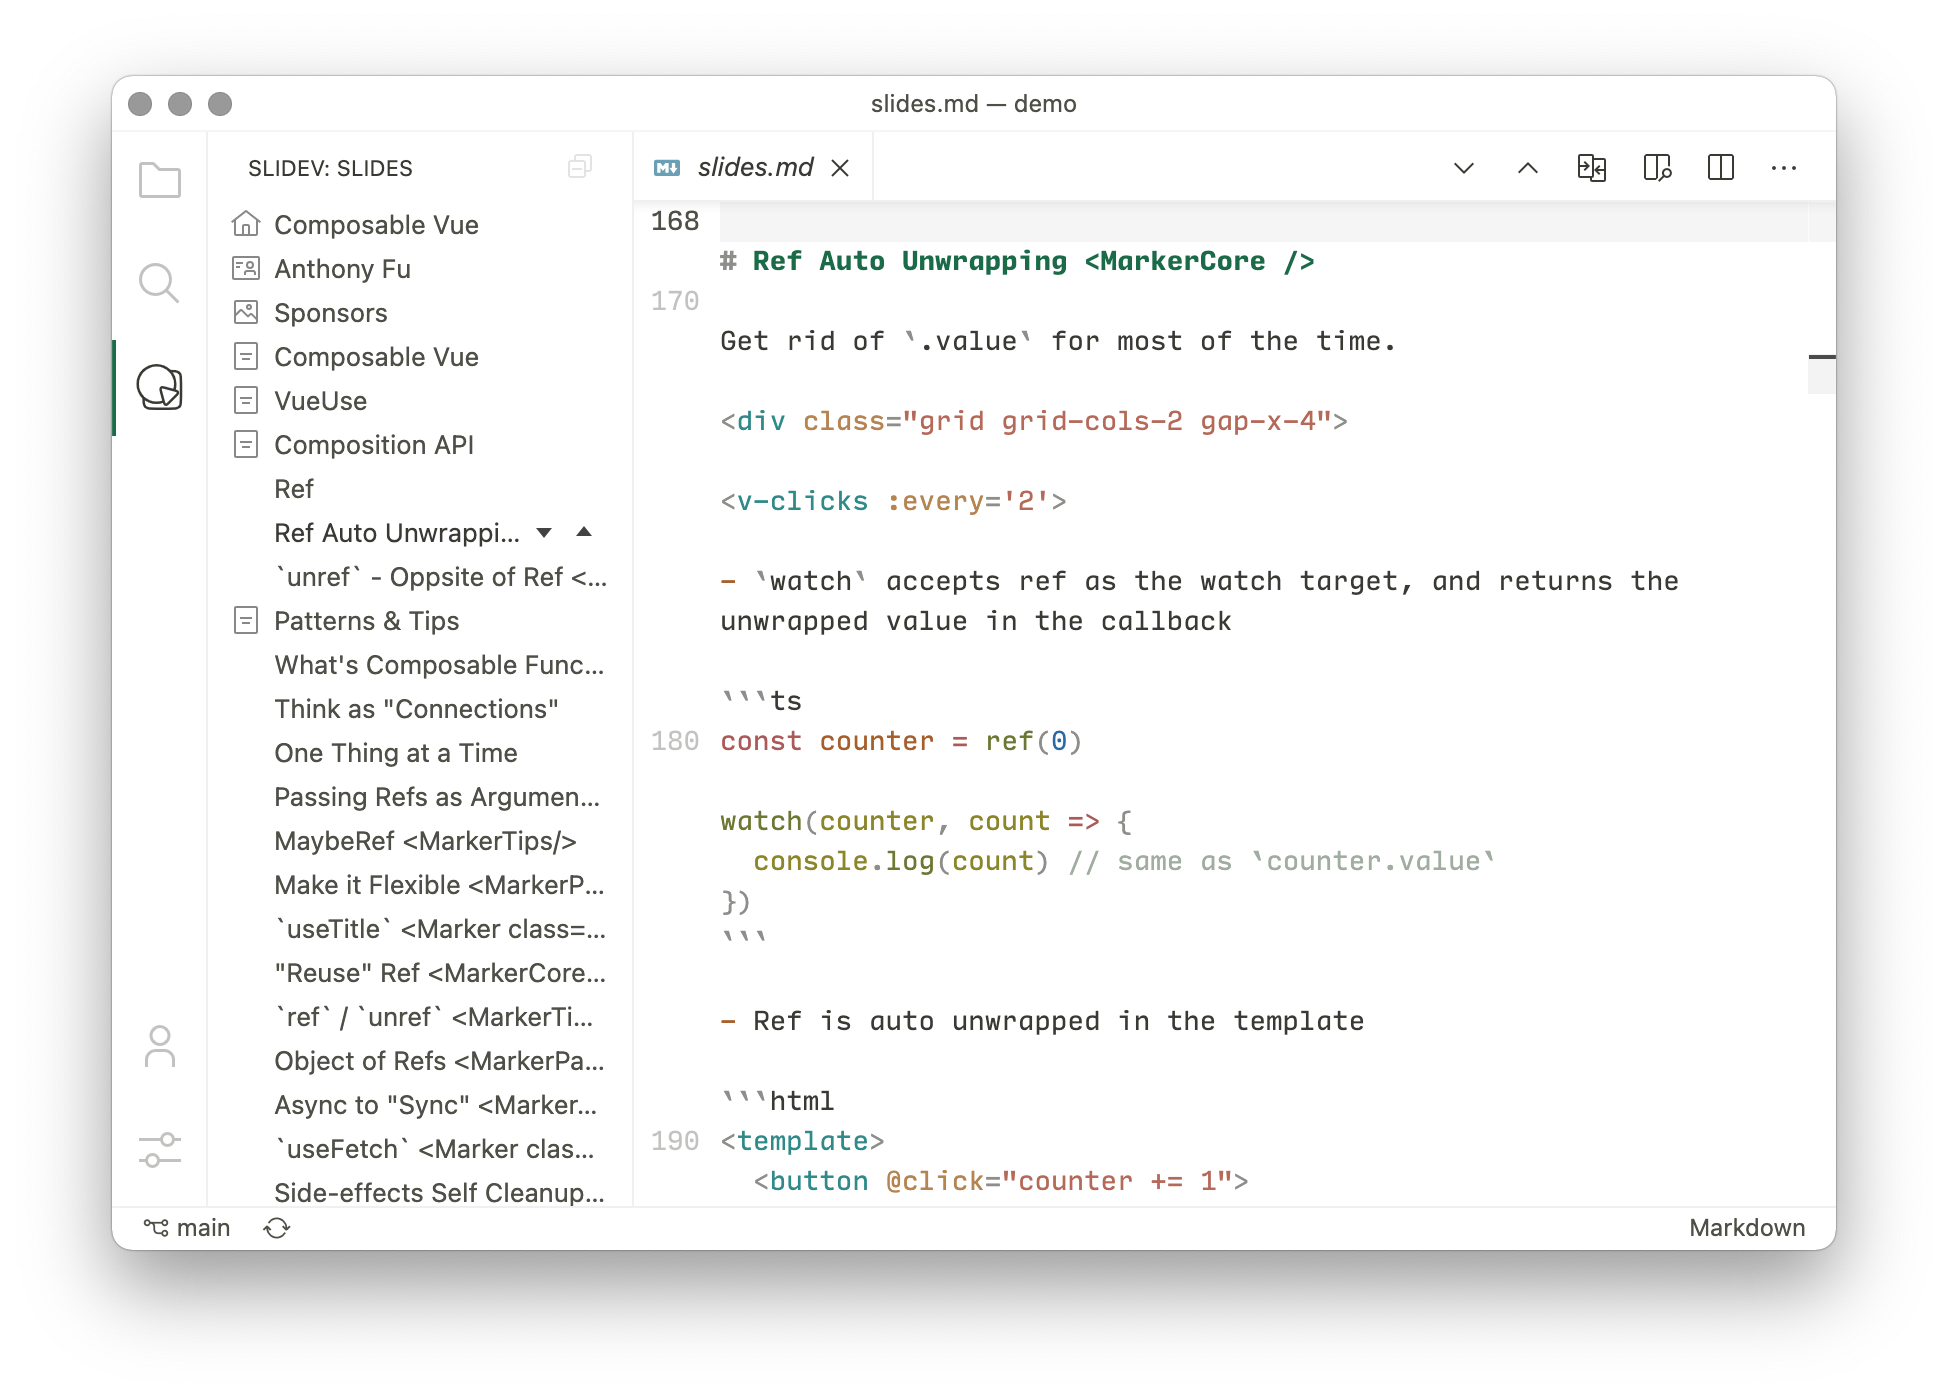 slides.md — demo
SLIDEV: SLIDES
Composable Vue
Anthony Fu
Sponsors
Composable Vue
VueUse
Composition API
Ref
Ref Auto Unwrappi...
`unref` - Oppsite of Ref <...
Patterns & Tips
What's Composable Func...
Think as "Connections"
One Thing at a Time
Passing Refs as Argumen...
MaybeRef <MarkerTips/>
Make it Flexible <MarkerP...
`useTitle` <Marker class=...
"Reuse" Ref <MarkerCore...
`ref` / `unref` <MarkerTi...
Object of Refs <MarkerPa...
Async to "Sync" <Marker...
`useFetch` <Marker clas...
Side-effects Self Cleanup...
M↓ slides.md
168
# Ref Auto Unwrapping <MarkerCore />
170
Get rid of `.value` for most of the time.
<div class="grid grid-cols-2 gap-x-4">
<v-clicks :every='2'>
- `watch` accepts ref as the watch target, and returns the
unwrapped value in the callback
```ts
180 const counter = ref(0)
watch(counter, count => {
  console.log(count) // same as `counter.value`
})
```
- Ref is auto unwrapped in the template
```html
190 <template>
  <button @click="counter += 1">
main
Markdown